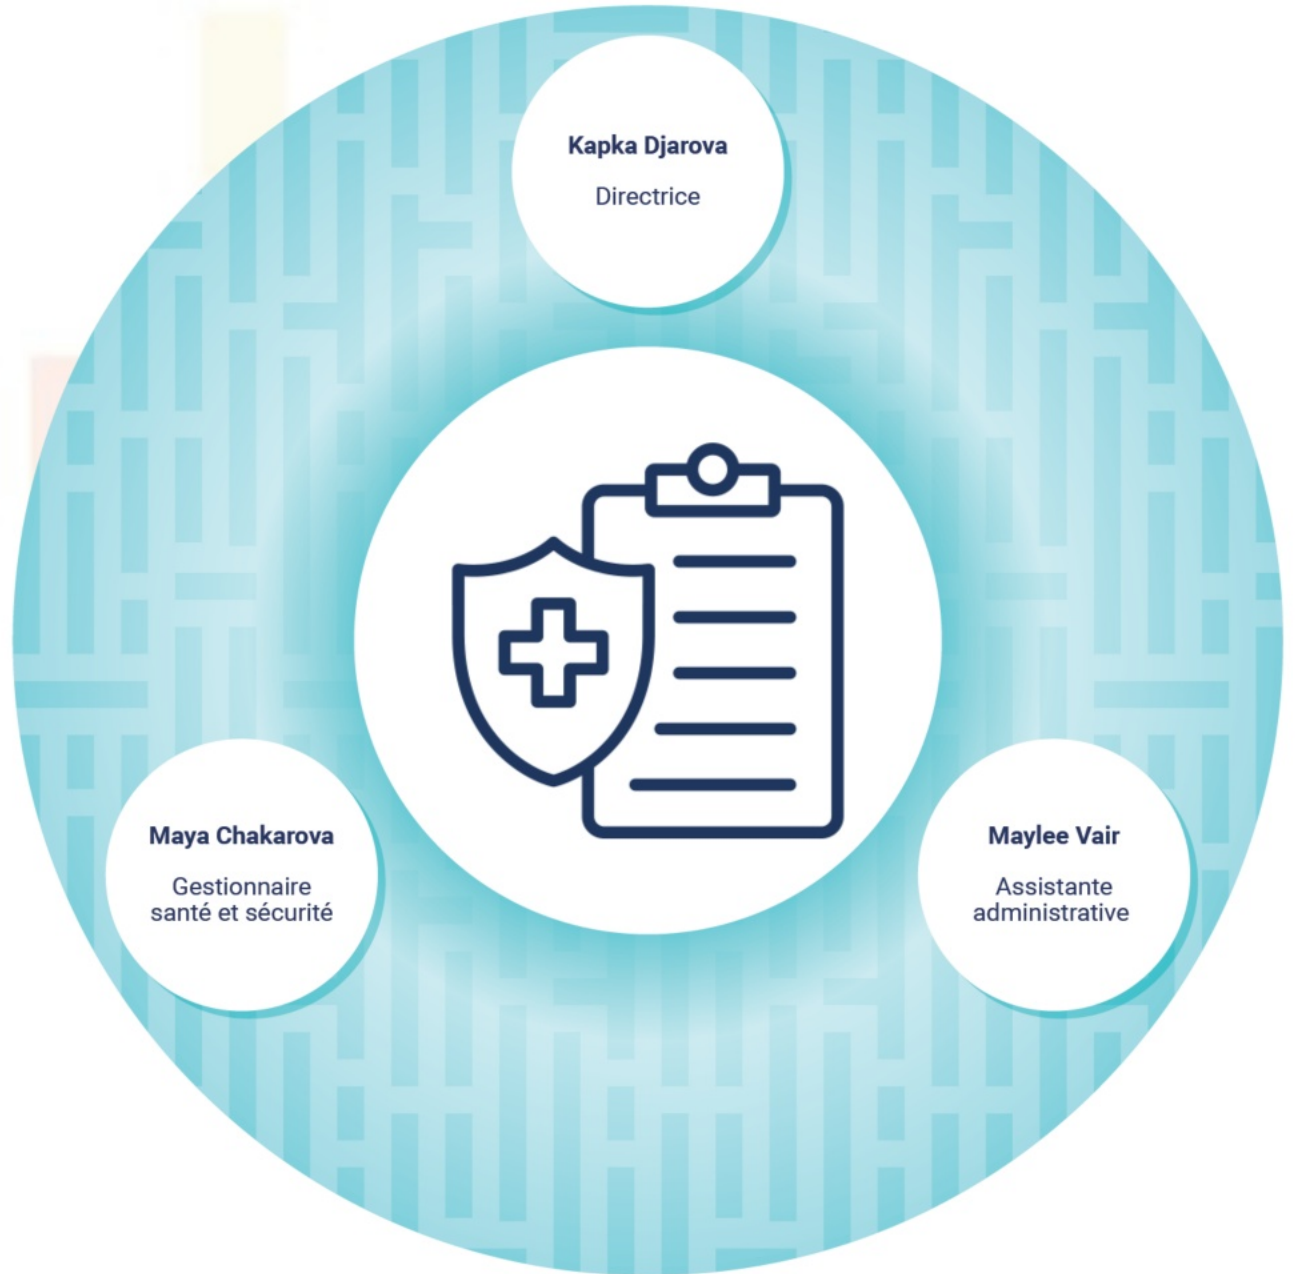 Kapka Djarova
Directrice
Maya Chakarova
Gestionnaire
santé et sécurité
Maylee Vair
Assistante
administrative